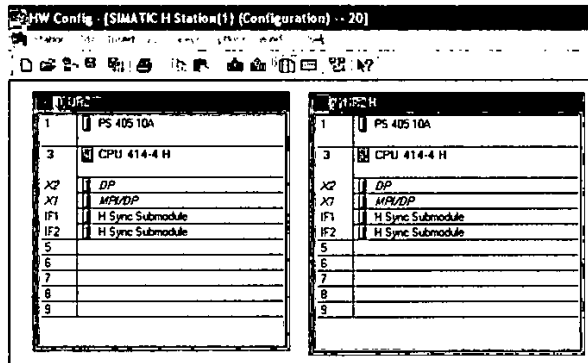 HW Config - [SIMATIC H Station(1) (Configuration) -- 20]
1 PS 405 10A
3 CPU 414-4 H
X2 DP
X1 MPI/DP
IF1 H Sync Submodule
IF2 H Sync Submodule
5
6
7
8
9
1 PS 405 10A
3 CPU 414-4 H
X2 DP
X1 MPI/DP
IF1 H Sync Submodule
IF2 H Sync Submodule
5
6
7
8
9